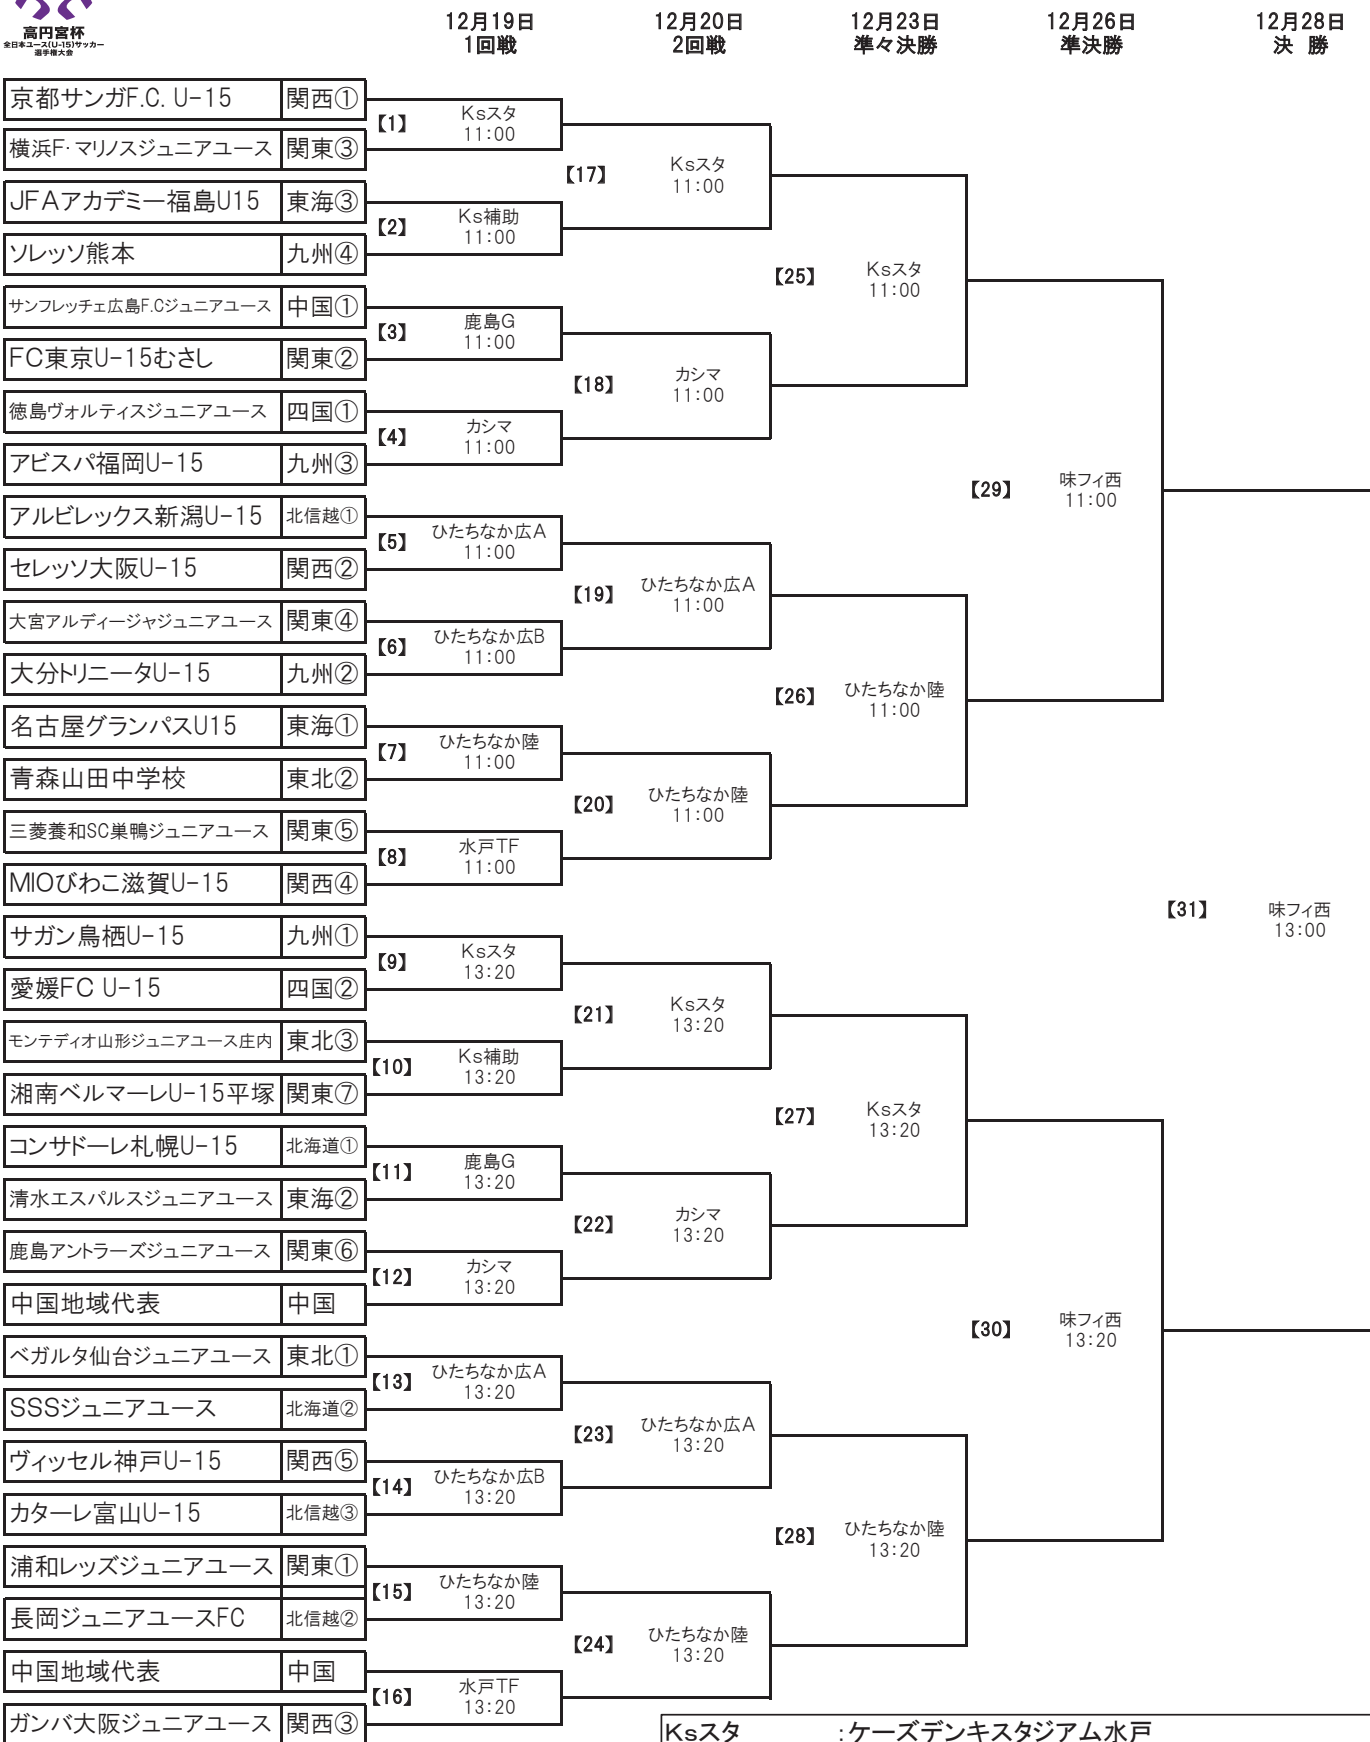 高円宮杯
全日本ユース(U-15)サッカー
選手権大会
12月19日 12月20日 12月23日 12月26日 12月28日
1回戦 2回戦 準々決勝 準決勝 決 勝
京都サンガF.C. U-15 関西①
【1】 Ksスタ
11:00
横浜F・マリノスジュニアユース 関東③
【17】 Ksスタ
11:00
JFAアカデミー福島U15 東海③
【2】 Ks補助
11:00
ソレッソ熊本 九州④
【25】 Ksスタ
11:00
サンフレッチェ広島F.Cジュニアユース 中国①
【3】 鹿島G
11:00
FC東京U-15むさし 関東②
【18】 カシマ
11:00
徳島ヴォルティスジュニアユース 四国①
【4】 カシマ
11:00
アビスパ福岡U-15 九州③
【29】 味フィ西
11:00
アルビレックス新潟U-15 北信越①
【5】 ひたちなか広A
11:00
セレッソ大阪U-15 関西②
【19】 ひたちなか広A
11:00
大宮アルディージャジュニアユース 関東④
【6】 ひたちなか広B
11:00
大分トリニータU-15 九州②
【26】 ひたちなか陸
11:00
名古屋グランパスU15 東海①
【7】 ひたちなか陸
11:00
青森山田中学校 東北②
【20】 ひたちなか陸
11:00
三菱養和SC巣鴨ジュニアユース 関東⑤
【8】 水戸TF
11:00
MIOびわこ滋賀U-15 関西④
【31】 味フィ西
13:00
サガン鳥栖U-15 九州①
【9】 Ksスタ
13:20
愛媛FC U-15 四国②
【21】 Ksスタ
13:20
モンテディオ山形ジュニアユース庄内 東北③
【10】 Ks補助
13:20
湘南ベルマーレU-15平塚 関東⑦
【27】 Ksスタ
13:20
コンサドーレ札幌U-15 北海道①
【11】 鹿島G
13:20
清水エスパルスジュニアユース 東海②
【22】 カシマ
13:20
鹿島アントラーズジュニアユース 関東⑥
【12】 カシマ
13:20
中国地域代表 中国
【30】 味フィ西
13:20
ベガルタ仙台ジュニアユース 東北①
【13】 ひたちなか広A
13:20
SSSジュニアユース 北海道②
【23】 ひたちなか広A
13:20
ヴィッセル神戸U-15 関西⑤
【14】 ひたちなか広B
13:20
カターレ富山U-15 北信越③
【28】 ひたちなか陸
13:20
浦和レッズジュニアユース 関東①
【15】 ひたちなか陸
13:20
長岡ジュニアユースFC 北信越②
【24】 ひたちなか陸
13:20
中国地域代表 中国
【16】 水戸TF
13:20
ガンバ大阪ジュニアユース 関西③
Ksスタ :ケーズデンキスタジアム水戸